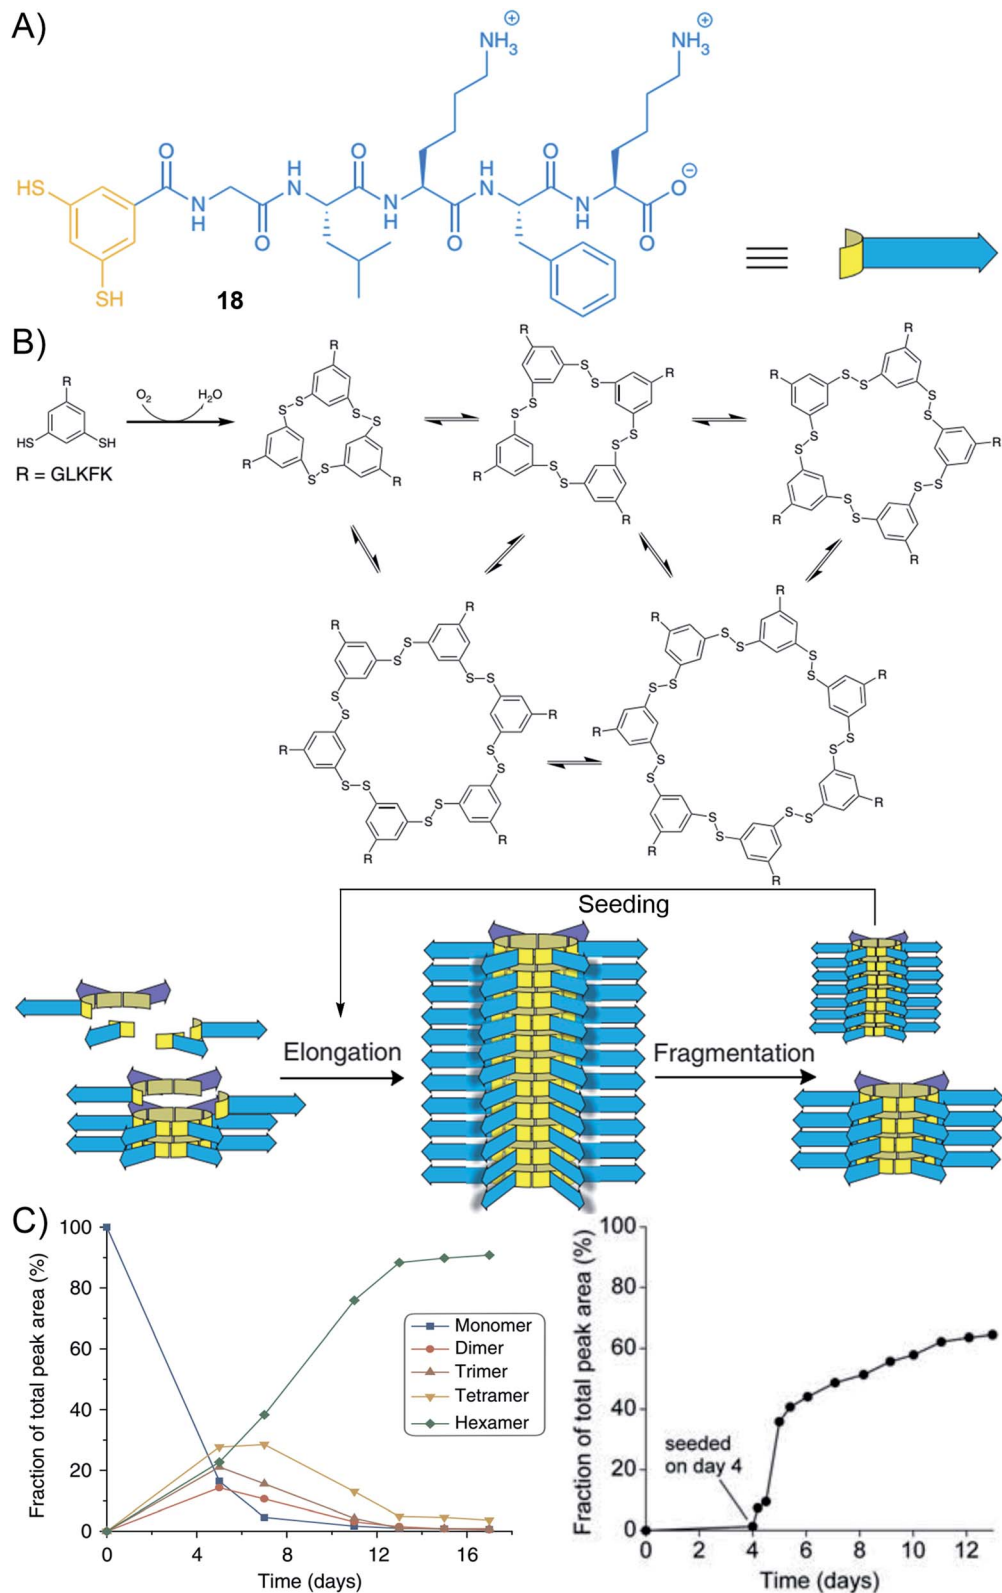 A)
NH3 ⊕
NH3 ⊕
HS
O
N
H
O
H
N
O
N
H
O
H
N
O
N
H
O
O⊖
SH
18
B)
R
HS
SH
O2
H2O
R = GLKFK
R
S
S
S
S
S
S
R
R
R
R
R
R
S
S
S
S
S
S
S
S
R
R
R
R
R
S
S
S
S
S
S
S
S
S
S
R
R
R
R
R
R
S
S
S
S
S
S
S
S
S
S
S
S
R
R
R
R
R
R
R
S
S
S
S
S
S
S
S
S
S
S
S
S
S
Seeding
Elongation
Fragmentation
C)
Fraction of total peak area (%)
100
80
60
40
20
0
0
4
8
12
16
Time (days)
Monomer
Dimer
Trimer
Tetramer
Hexamer
Fraction of total peak area (%)
100
80
60
40
20
0
seeded
on day 4
0
2
4
6
8
10
12
Time (days)